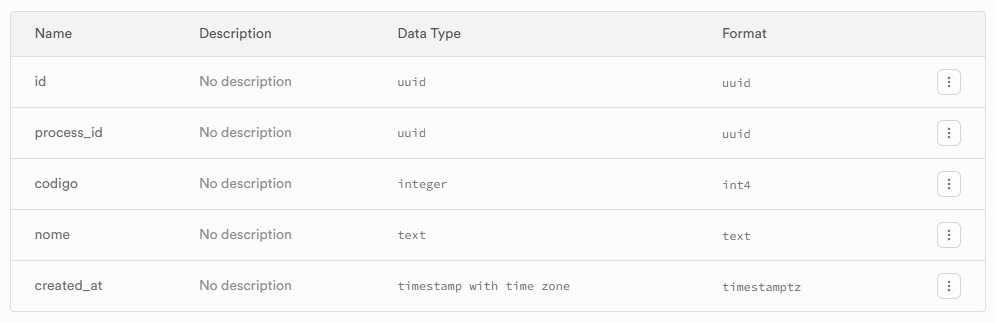 Name Description Data Type Format
id No description uuid uuid
process_id No description uuid uuid
codigo No description integer int4
nome No description text text
created_at No description timestamp with time zone timestamptz